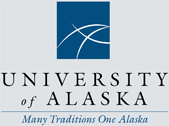 UNIVERSITY
of ALASKA
Many Traditions One Alaska